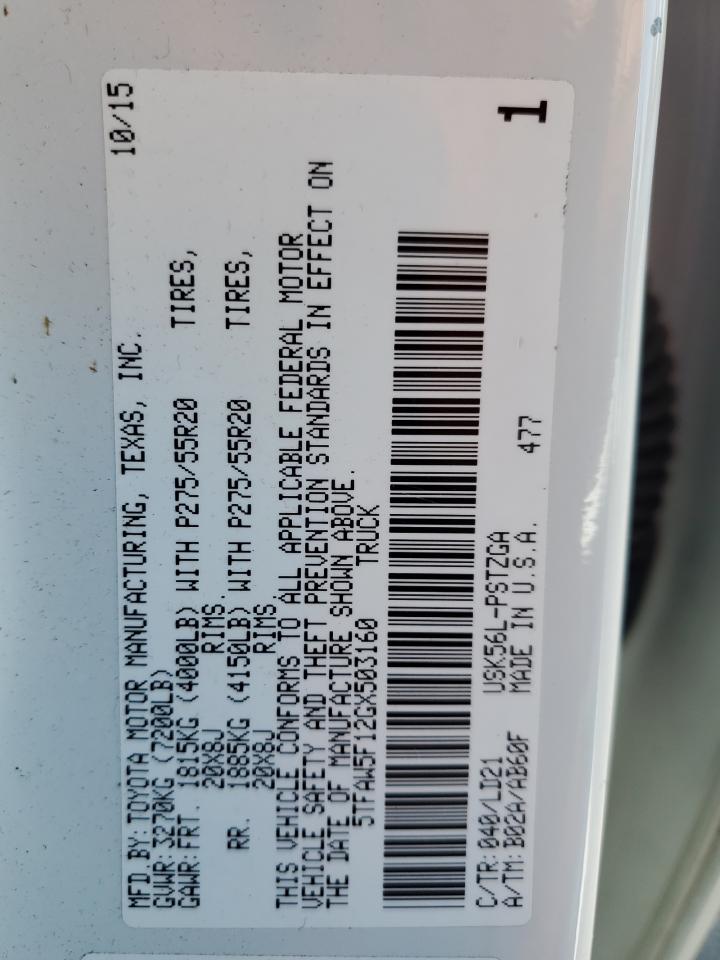 MFD BY: TOYOTA MOTOR MANUFACTURING, TEXAS, INC. 10/15
GVWR: 3270KG (7200LB)
GAWR: FRT. 1815KG (4000LB) WITH P275/55R20 TIRES,
20X8J RIMS.
RR. 1885KG (4150LB) WITH P275/55R20 TIRES,
20X8J RIMS.
THIS VEHICLE CONFORMS TO ALL APPLICABLE FEDERAL MOTOR
VEHICLE SAFETY AND THEFT PREVENTION STANDARDS IN EFFECT ON
THE DATE OF MANUFACTURE SHOWN ABOVE.
5TFAW5F12GX503160 TRUCK
C/TR: 040/LD21 USK56L-PSTZGA
A/TM: B02A/AB60F MADE IN U.S.A. 477
1